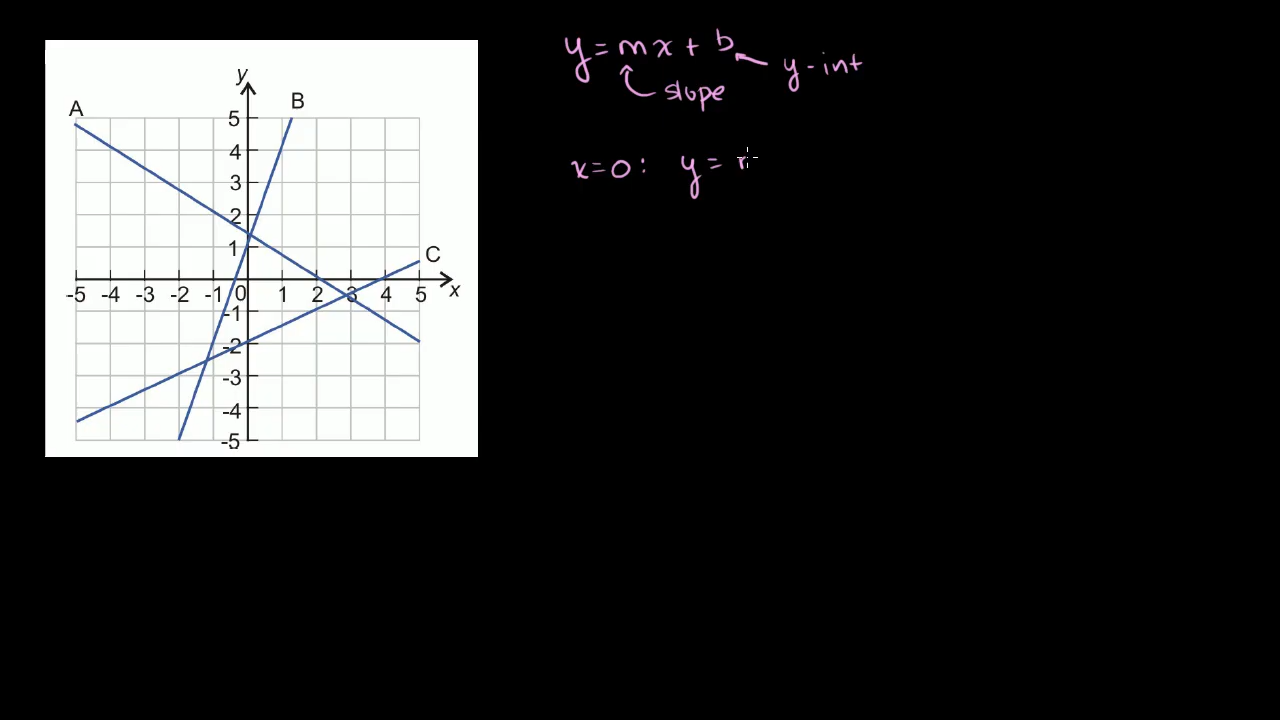 y = mx + b
y-int
slope
x=0: y =
y
A
B
5
4
3
2
1
C
-5 -4 -3 -2 -1 0 1 2 3 4 5 x
-1
-2
-3
-4
-5